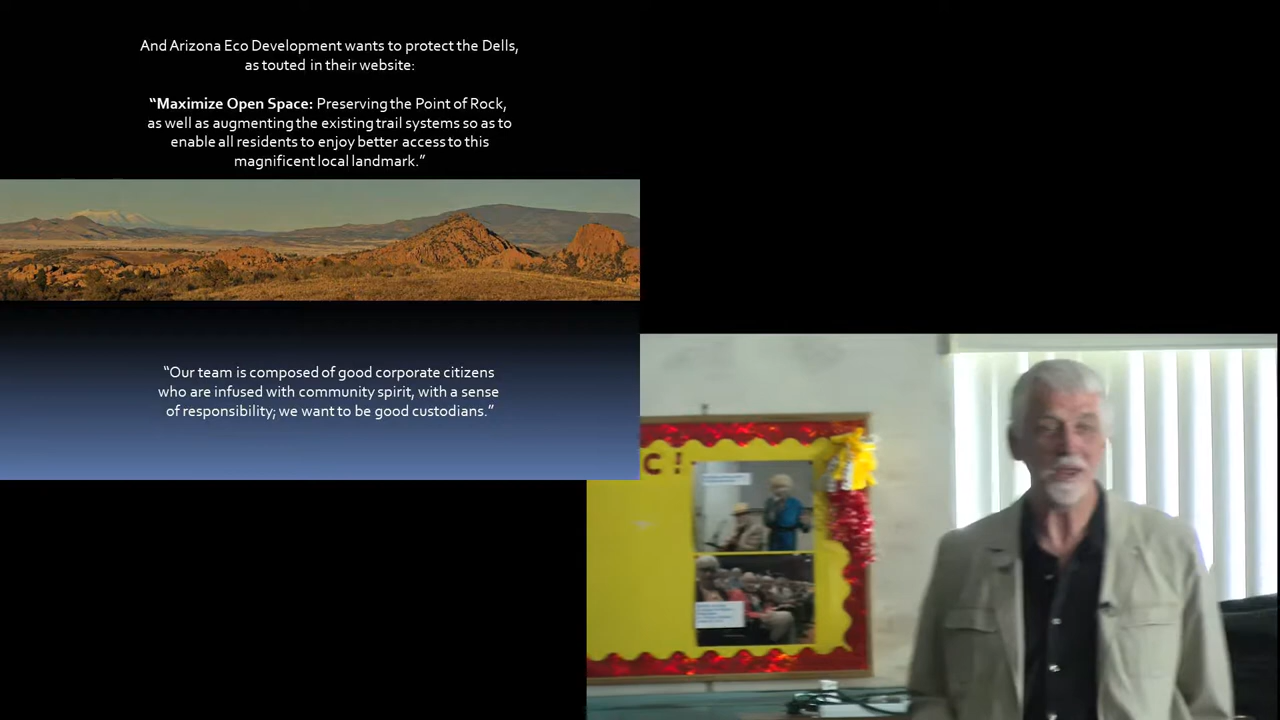 And Arizona Eco Development wants to protect the Dells,
as touted in their website:
“Maximize Open Space: Preserving the Point of Rock,
as well as augmenting the existing trail systems so as to
enable all residents to enjoy better access to this
magnificent local landmark.”
“Our team is composed of good corporate citizens
who are infused with community spirit, with a sense
of responsibility; we want to be good custodians.”
C!